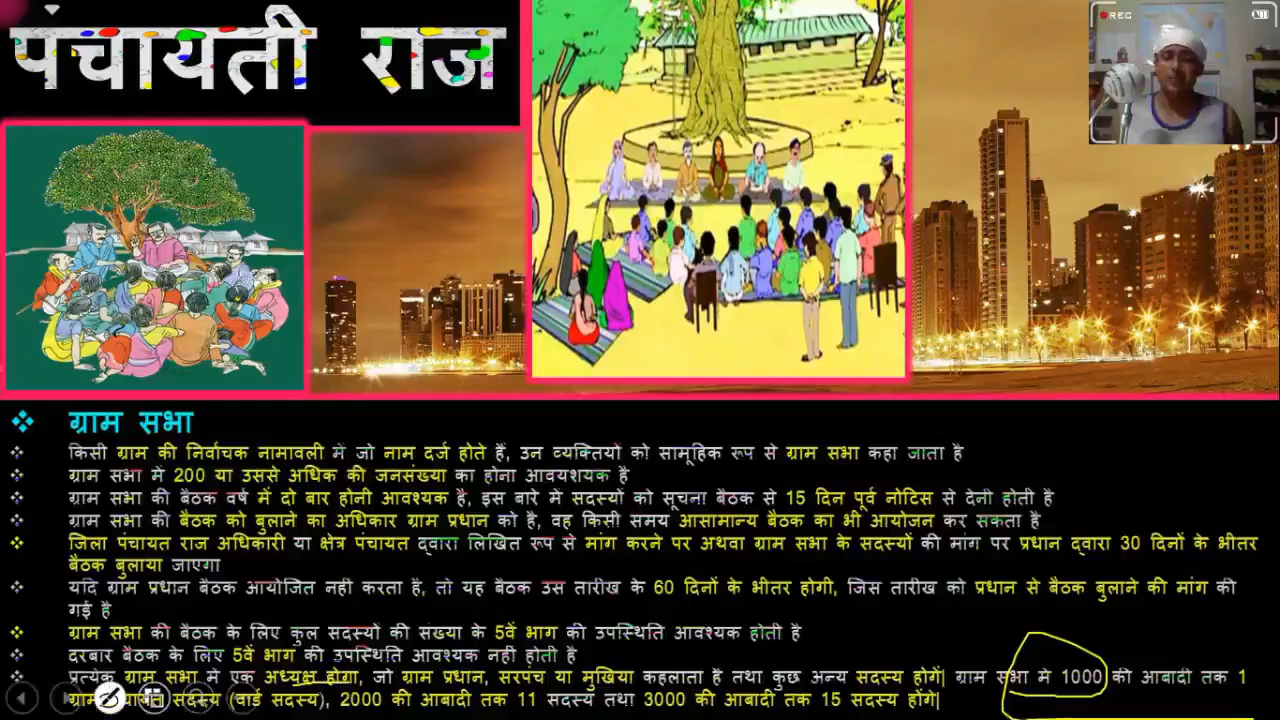 पंचायती राज
REC
ग्राम सभा
किसी ग्राम की निर्वाचक नामावली में जो नाम दर्ज होते हैं, उन व्यक्तियों को सामूहिक रूप से ग्राम सभा कहा जाता है
ग्राम सभा में 200 या उससे अधिक की जनसंख्या का होना आवयशयक है
ग्राम सभा की बैठक वर्ष में दो बार होनी आवश्यक है, इस बारे में सदस्यों को सूचना बैठक से 15 दिन पूर्व नोटिस से देनी होती है
ग्राम सभा की बैठक को बुलाने का अधिकार ग्राम प्रधान को है, वह किसी समय आसामान्य बैठक का भी आयोजन कर सकता है
जिला पंचायत राज अधिकारी या क्षेत्र पंचायत द्वारा लिखित रूप से मांग करने पर अथवा ग्राम सभा के सदस्यों की मांग पर प्रधान द्वारा 30 दिनों के भीतर
बैठक बुलाया जाएगा
यदि ग्राम प्रधान बैठक आयोजित नहीं करता है, तो यह बैठक उस तारीख के 60 दिनों के भीतर होगी, जिस तारीख को प्रधान से बैठक बुलाने की मांग की
गई है
ग्राम सभा की बैठक के लिए कुल सदस्यों की संख्या के 5वें भाग की उपस्थिति आवश्यक होती है
दरबार बैठक के लिए 5वें भाग की उपस्थिति आवश्यक नहीं होती है
प्रत्येक ग्राम सभा में एक अध्यक्ष होगा, जो ग्राम प्रधान, सरपंच या मुखिया कहलाता है तथा कुछ अन्य सदस्य होगें| ग्राम सभा में 1000 की आबादी तक 1
ग्राम सदस्य (वार्ड सदस्य), 2000 की आबादी तक 11 सदस्य तथा 3000 की आबादी तक 15 सदस्य होंगे|